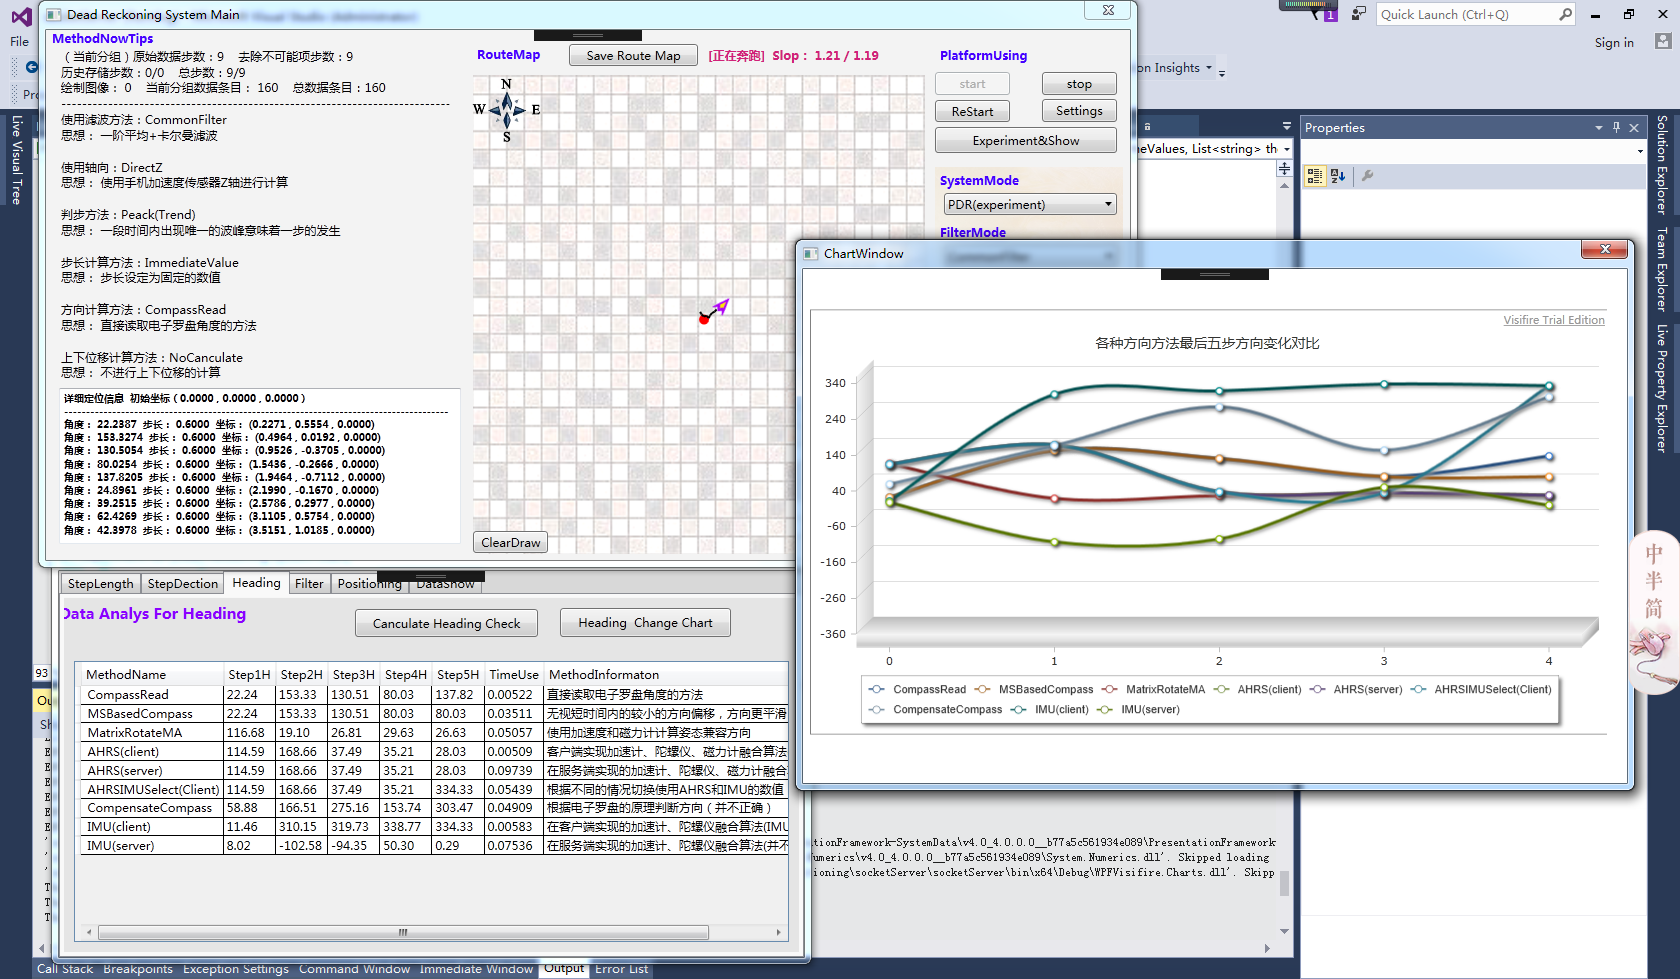 Dead Reckoning System Main
Quick Launch (Ctrl+Q)
1
File
Sign in
MethodNowTips
（当前分组）原始数据步数：9　去除不可能项步数：9
历史存储步数：0/0　总步数：9/9
绘制图像： 0　当前分组数据条目： 160　总数据条目：160
使用滤波方法：CommonFilter
思想： 一阶平均+卡尔曼滤波
使用轴向：DirectZ
思想： 使用手机加速度传感器Z轴进行计算
判步方法：Peack(Trend)
思想： 一段时间内出现唯一的波峰意味着一步的发生
步长计算方法：ImmediateValue
思想： 步长设定为固定的数值
方向计算方法：CompassRead
思想： 直接读取电子罗盘角度的方法
上下位移计算方法：NoCanculate
思想： 不进行上下位移的计算
详细定位信息 初始坐标（0.0000 , 0.0000 , 0.0000）
角度： 22.2387 步长： 0.6000 坐标： (0.2271 , 0.5554 , 0.0000)
角度： 153.3274 步长： 0.6000 坐标： (0.4964 , 0.0192 , 0.0000)
角度： 130.5054 步长： 0.6000 坐标： (0.9526 , -0.3705 , 0.0000)
角度： 80.0254 步长： 0.6000 坐标： (1.5436 , -0.2666 , 0.0000)
角度： 137.8205 步长： 0.6000 坐标： (1.9464 , -0.7112 , 0.0000)
角度： 24.8961 步长： 0.6000 坐标： (2.1990 , -0.1670 , 0.0000)
角度： 39.2515 步长： 0.6000 坐标： (2.5786 , 0.2977 , 0.0000)
角度： 62.4269 步长： 0.6000 坐标： (3.1105 , 0.5754 , 0.0000)
角度： 42.3978 步长： 0.6000 坐标： (3.5151 , 1.0185 , 0.0000)
RouteMap
Save Route Map
[正在奔跑] Slop： 1.21 / 1.19
N
W E
S
ClearDraw
PlatformUsing
start stop
ReStart Settings
Experiment&Show
SystemMode
PDR(experiment)
FilterMode
on Insights
eValues, List<string> th
Properties
Live Visual Tree
Solution Explorer
Team Explorer
Live Property Explorer
ChartWindow
Visifire Trial Edition
各种方向方法最后五步方向变化对比
340
240
140
40
-60
-160
-260
-360
0 1 2 3 4
CompassRead MSBasedCompass MatrixRotateMA AHRS(client) AHRS(server) AHRSIMUSelect(Client)
CompensateCompass IMU(client) IMU(server)
中
半
简
StepLength StepDection Heading Filter Positioning DataShow
Data Analys For Heading
Canculate Heading Check
Heading Change Chart
MethodName Step1H Step2H Step3H Step4H Step5H TimeUse MethodInformaton
CompassRead 22.24 153.33 130.51 80.03 137.82 0.00522 直接读取电子罗盘角度的方法
MSBasedCompass 22.24 153.33 130.51 80.03 80.03 0.03511 无视短时间内的较小的方向偏移，方向更平滑
MatrixRotateMA 116.68 19.10 26.81 29.63 26.63 0.05057 使用加速度和磁力计计算姿态兼容方向
AHRS(client) 114.59 168.66 37.49 35.21 28.03 0.00509 客户端实现加速计、陀螺仪、磁力计融合算法
AHRS(server) 114.59 168.66 37.49 35.21 28.03 0.09739 在服务端实现的加速计、陀螺仪、磁力计融合
AHRSIMUSelect(Client) 114.59 168.66 37.49 35.21 334.33 0.05439 根据不同的情况切换使用AHRS和IMU的数值
CompensateCompass 58.88 166.51 275.16 153.74 303.47 0.04909 根据电子罗盘的原理判断方向（并不正确）
IMU(client) 11.46 310.15 319.73 338.77 334.33 0.00583 在客户端实现的加速计、陀螺仪融合算法(IMU
IMU(server) 8.02 -102.58 -94.35 50.30 0.29 0.07536 在服务端实现的加速计、陀螺仪融合算法(并不
93
tationFramework-SystemData\v4.0_4.0.0.0__b77a5c561934e089\PresentationFramework
umerics\v4.0_4.0.0.0__b77a5c561934e089\System.Numerics.dll'. Skipped loading
ioning\socketServer\socketServer\bin\x64\Debug\WPFVisifire.Charts.dll'. Skipp
Call Stack Breakpoints Exception Settings Command Window Immediate Window Output Error List